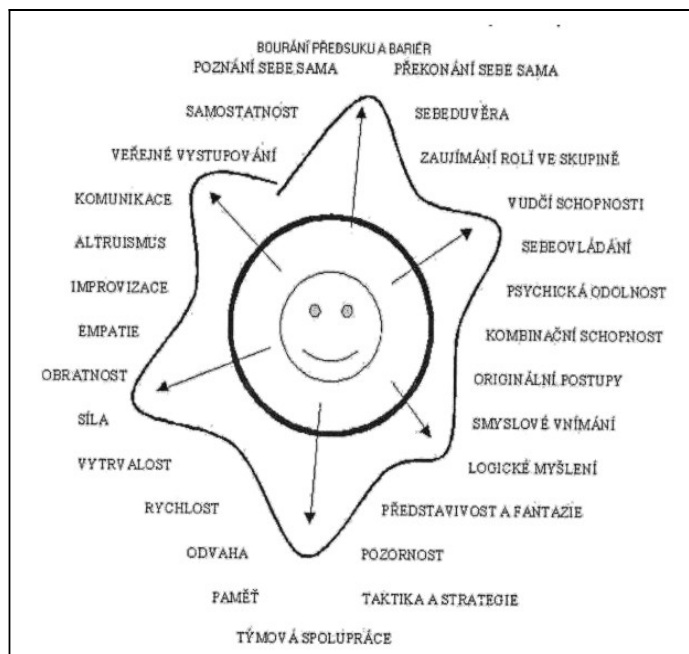 BOURÁNÍ PŘEDSUKU A BARIÉR
POZNÁNÍ SEBE SAMA
PŘEKONÁNÍ SEBE SAMA
SAMOSTATNOST
SEBEDUVĚRA
VEŘEJNÉ VYSTUPOVÁNÍ
ZAUJÍMÁNÍ ROLÍ VE SKUPINĚ
KOMUNIKACE
VUDČÍ SCHOPNOSTI
ALTRUISMUS
SEBEOVLÁDÁNÍ
IMPROVIZACE
PSYCHICKÁ ODOLNOST
EMPATIE
KOMBINAČNÍ SCHOPNOST
OBRATNOST
ORIGINÁLNÍ POSTUPY
SÍLA
SMYSLOVÉ VNÍMÁNÍ
VYTRVALOST
LOGICKÉ MYŠLENÍ
RYCHLOST
PŘEDSTAVIVOST A FANTAZIE
ODVAHA
POZORNOST
PAMĚŤ
TAKTIKA A STRATEGIE
TÝMOVÁ SPOLUPRÁCE